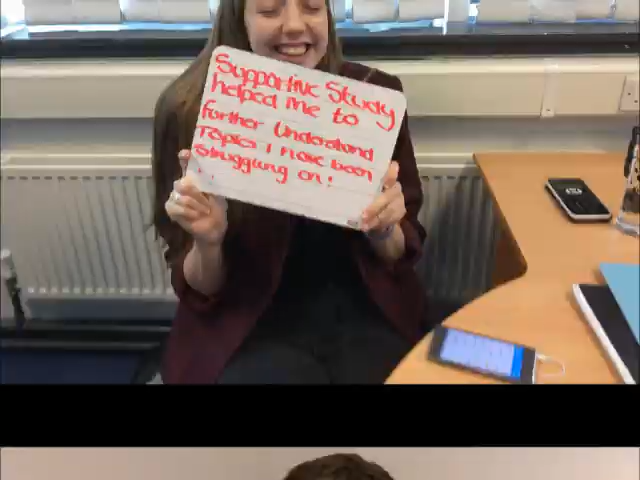 Supportive Study
helped me to
further understand
Topics I have been
struggling on!